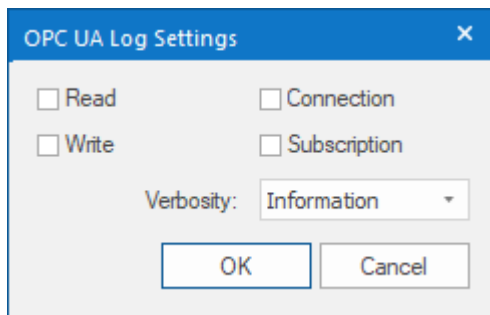 OPC UA Log Settings
Read Connection
Write Subscription
Verbosity: Information
OK Cancel